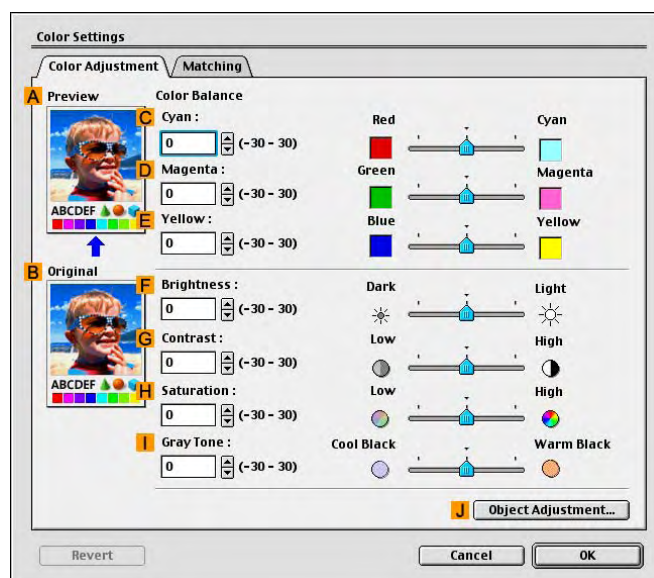 Color Settings
Color Adjustment Matching
A Preview Color Balance
C Cyan : Red Cyan
0 (-30 - 30)
D Magenta : Green Magenta
0 (-30 - 30)
ABCDEF
E Yellow : Blue Yellow
0 (-30 - 30)
B Original
F Brightness : Dark Light
0 (-30 - 30)
G Contrast : Low High
0 (-30 - 30)
ABCDEF
H Saturation : Low High
0 (-30 - 30)
I Gray Tone : Cool Black Warm Black
0 (-30 - 30)
J Object Adjustment...
Revert Cancel OK